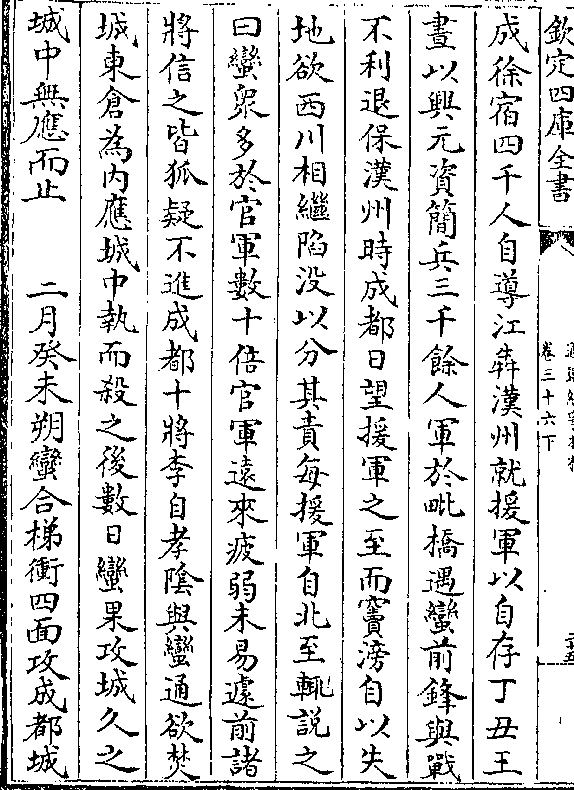 欽定四庫全書
卷三十六下
成徐宿四千人自導江犇漢州就援軍以自存丁丑王
晝以興元資簡兵三千餘人軍於毗橋遇蠻前鋒與戰
不利退保漢州時成都日望援軍之至而竇滂自以失
地欲西川相繼陷没以分其責每援軍自北至輒説之
曰蠻衆多於官軍數十倍官軍遠來疲弱未易遽前諸
將信之皆狐疑不進成都十將李自孝隂與蠻通欲焚
城東倉為内應城中執而殺之後數日蠻果攻城久之
城中無應而止　二月癸未朔蠻合梯衝四面攻成都城